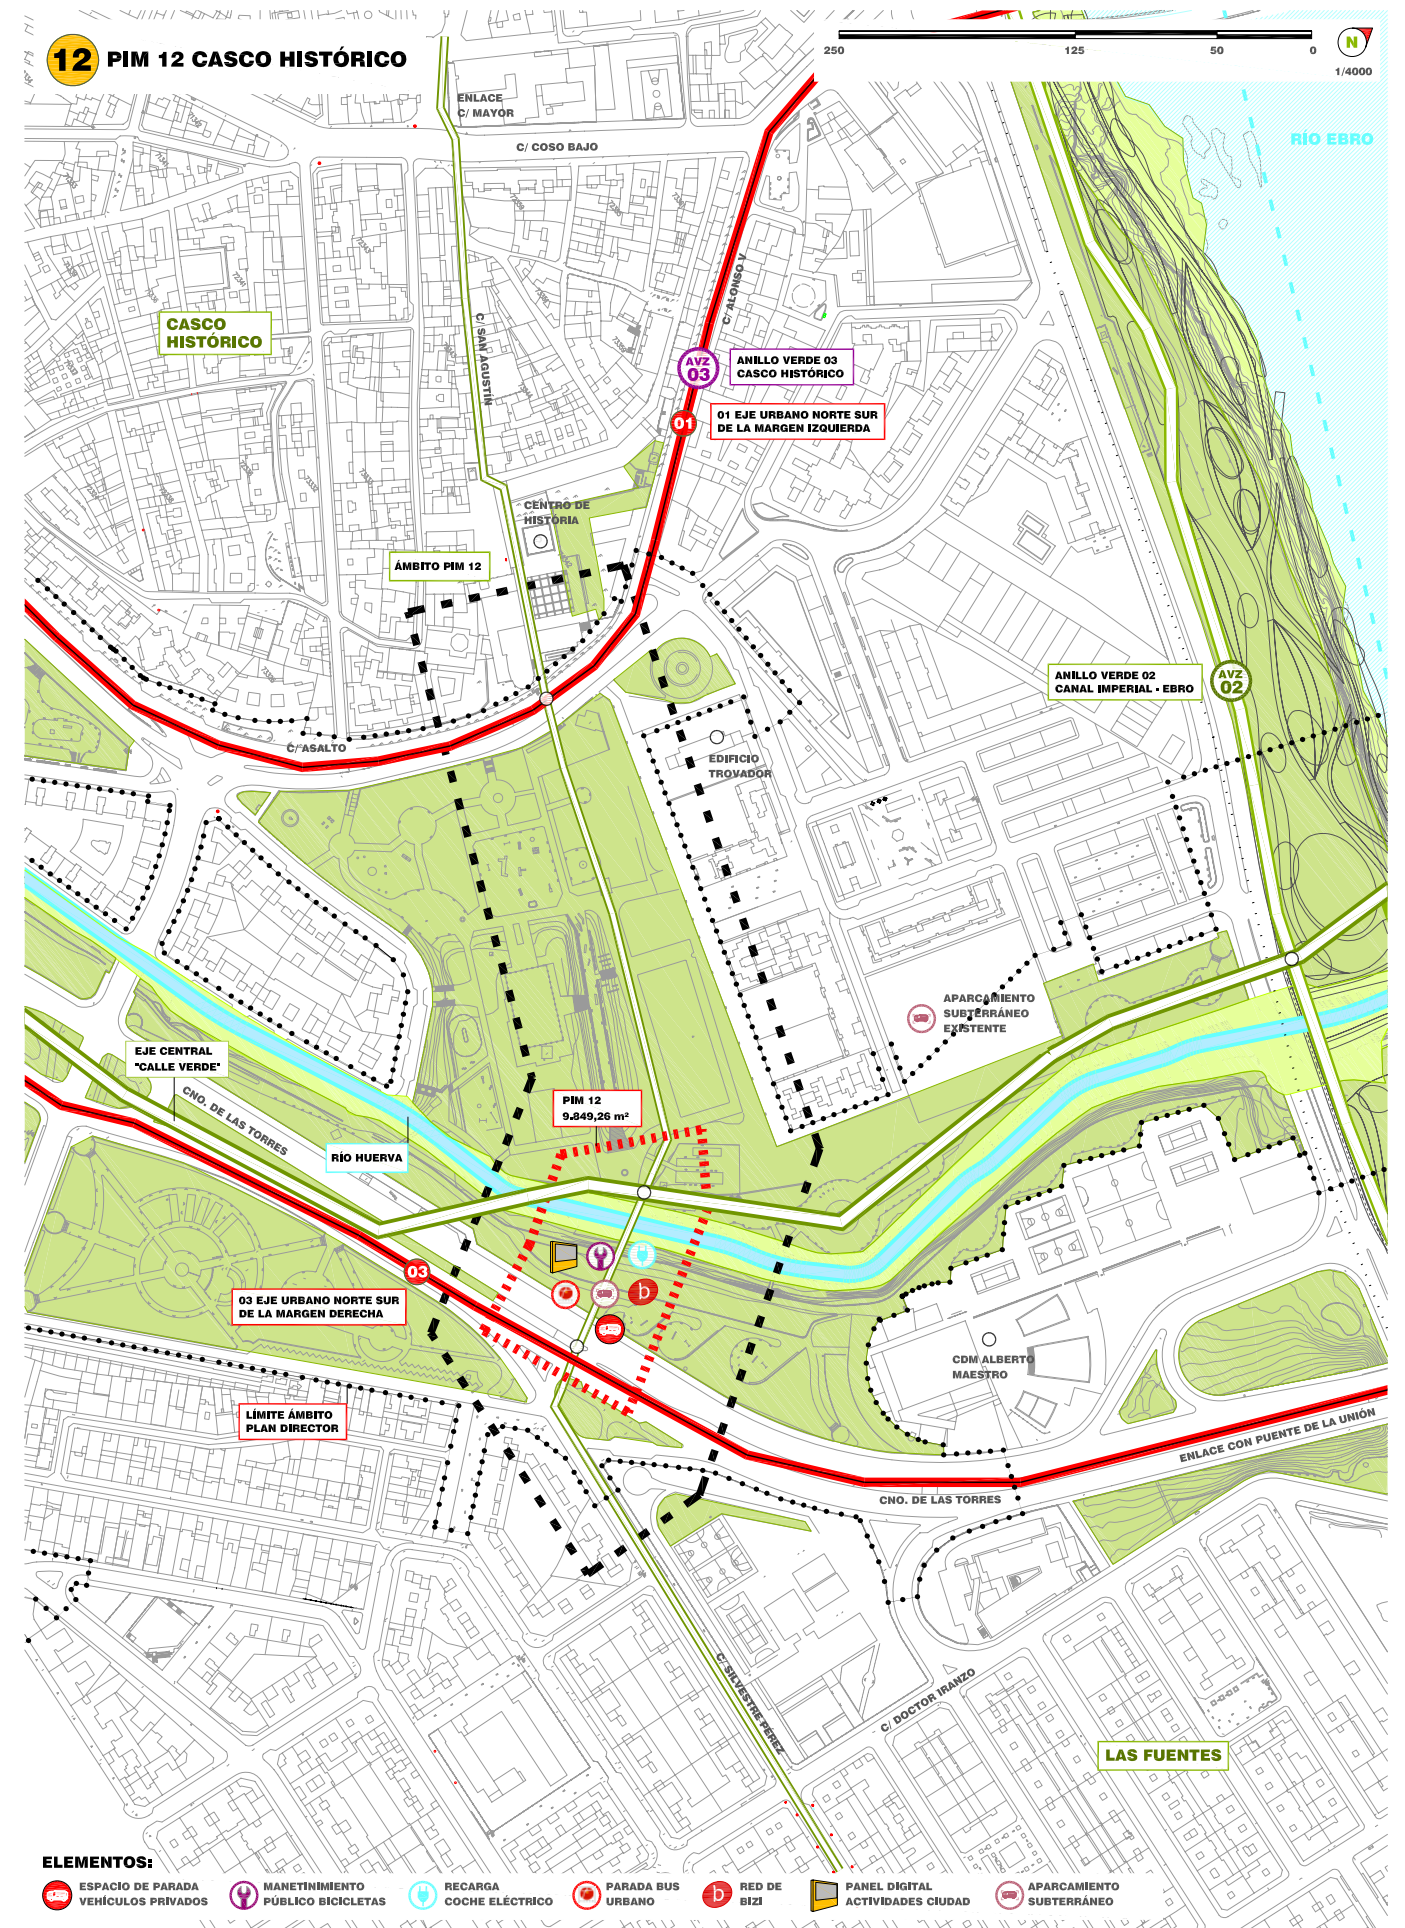 12 PIM 12 CASCO HISTÓRICO
250 125 50 0
N
1/4000
ENLACE
C/ MAYOR
C/ COSO BAJO
RÍO EBRO
CASCO
HISTÓRICO
C/ SAN AGUSTÍN
C/ ALONSO V
AVZ
03
ANILLO VERDE 03
CASCO HISTÓRICO
01
01 EJE URBANO NORTE SUR
DE LA MARGEN IZQUIERDA
CENTRO DE
HISTORIA
ÁMBITO PIM 12
ANILLO VERDE 02
CANAL IMPERIAL - EBRO
AVZ
02
C/ ASALTO
EDIFICIO
TROVADOR
APARCAMIENTO
SUBTERRÁNEO
EXISTENTE
EJE CENTRAL
"CALLE VERDE"
CNO. DE LAS TORRES
PIM 12
9.849,26 m²
RÍO HUERVA
03
b
03 EJE URBANO NORTE SUR
DE LA MARGEN DERECHA
CDM ALBERTO
MAESTRO
LÍMITE ÁMBITO
PLAN DIRECTOR
ENLACE CON PUENTE DE LA UNIÓN
CNO. DE LAS TORRES
C/ SILVESTRE PÉREZ
C/ DOCTOR IRANZO
LAS FUENTES
ELEMENTOS:
ESPACIO DE PARADA
VEHÍCULOS PRIVADOS
MANETINIMIENTO
PÚBLICO BICICLETAS
RECARGA
COCHE ELÉCTRICO
PARADA BUS
URBANO
b
RED DE
BIZI
PANEL DIGITAL
ACTIVIDADES CIUDAD
APARCAMIENTO
SUBTERRÁNEO